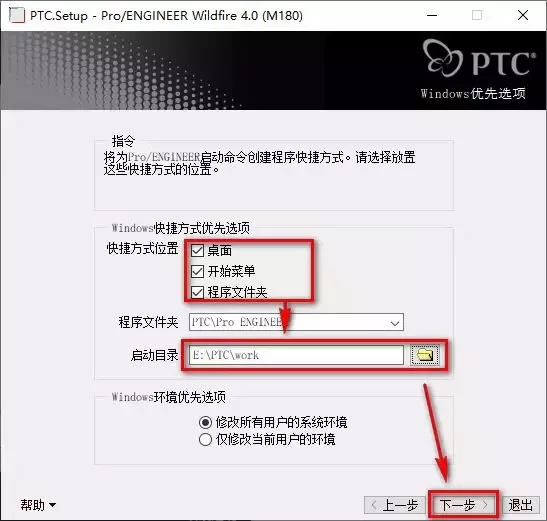 PTC.Setup - Pro/ENGINEER Wildfire 4.0 (M180)
PTC®
Windows优先选项
指令
将为Pro/ENGINEER启动命令创建程序快捷方式。请选择放置
这些快捷方式的位置。
Windows快捷方式优先选项
快捷方式位置
桌面
开始菜单
程序文件夹
程序文件夹 PTC\Pro ENGINEER
启动目录 E:\PTC\work
Windows环境优先选项
修改所有用户的系统环境
仅修改当前用户的环境
帮助
上一步 下一步 退出